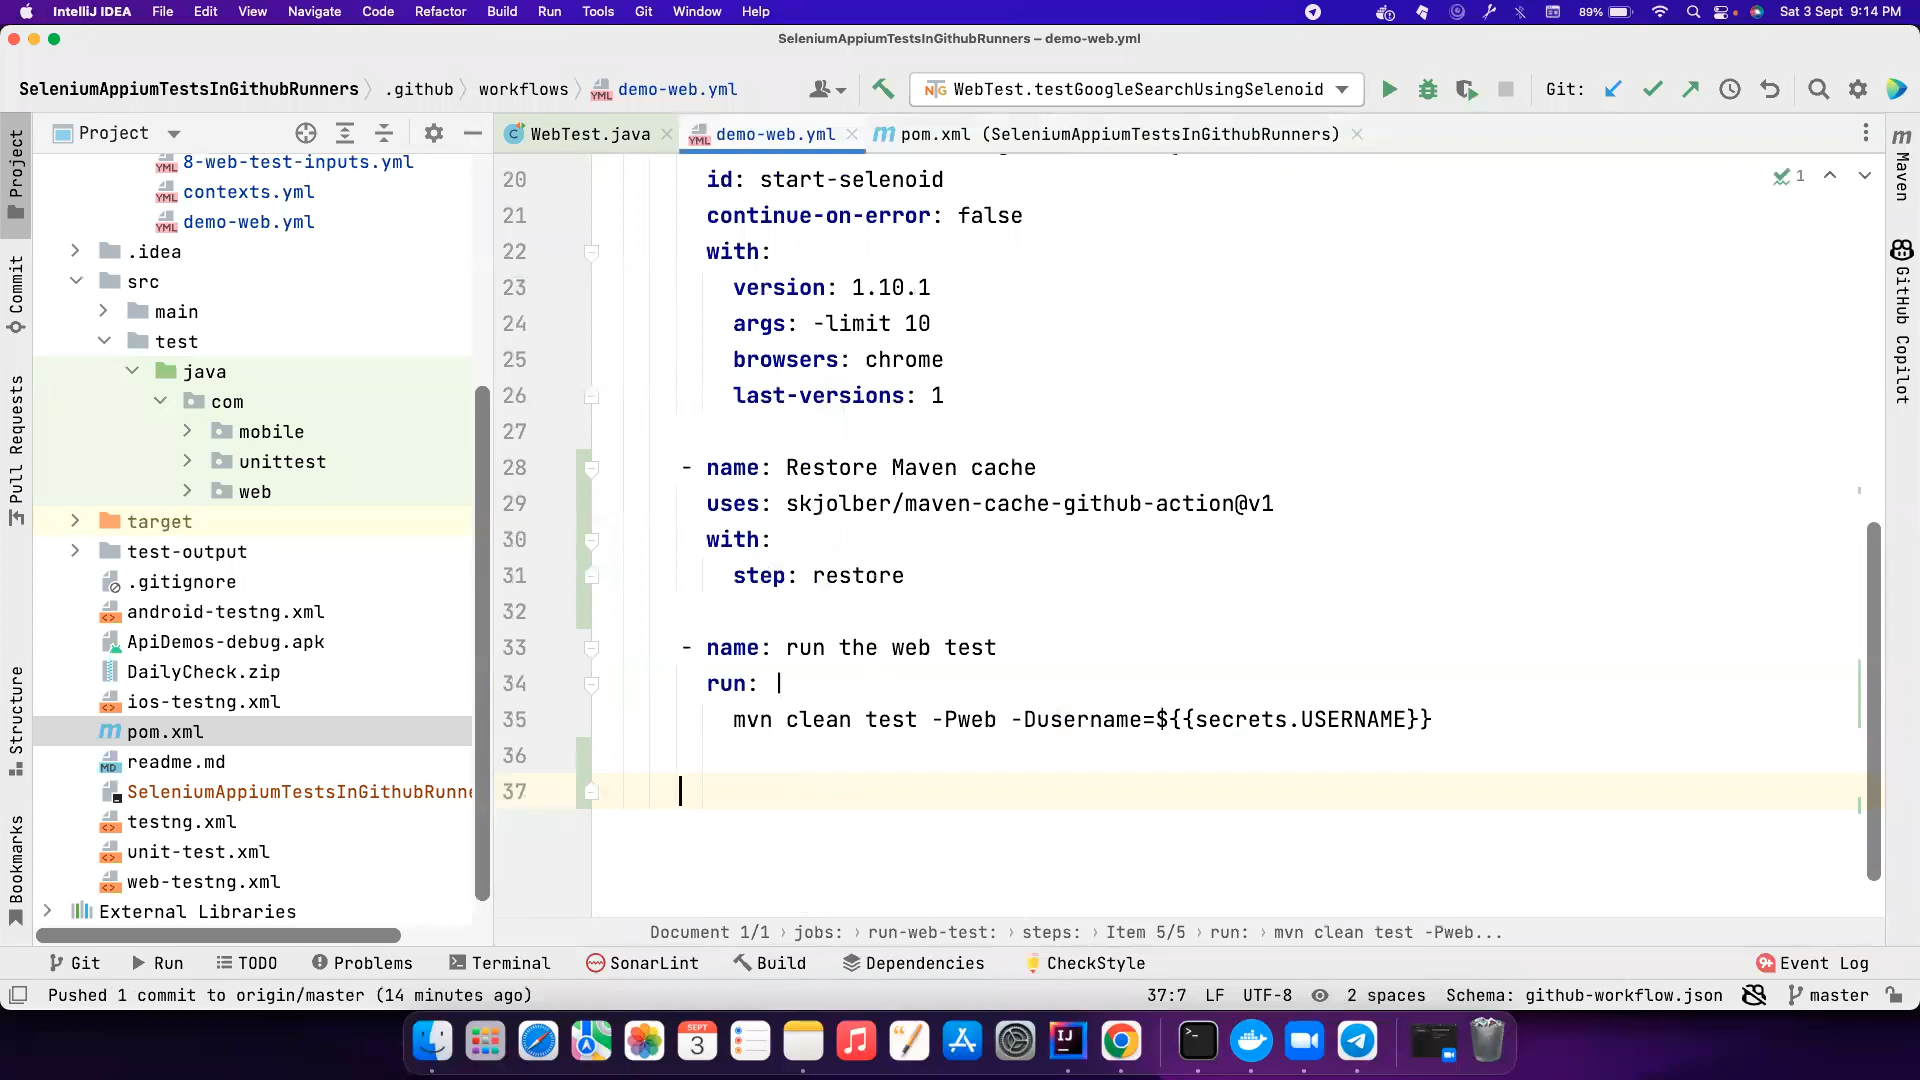 IntelliJ IDEA File Edit View Navigate Code Refactor Build Run Tools Git Window Help 89% Sat 3 Sept 9:14 PM
SeleniumAppiumTestsInGithubRunners – demo-web.yml
SeleniumAppiumTestsInGithubRunners .github workflows YML demo-web.yml NG WebTest.testGoogleSearchUsingSelenoid Git:
Project
WebTest.java
demo-web.yml
pom.xml (SeleniumAppiumTestsInGithubRunners)
Project
Commit
Pull Requests
Structure
Bookmarks
8-web-test-inputs.yml
contexts.yml
demo-web.yml
.idea
src
main
test
java
com
mobile
unittest
web
target
test-output
.gitignore
android-testng.xml
ApiDemos-debug.apk
DailyCheck.zip
ios-testng.xml
pom.xml
readme.md
SeleniumAppiumTestsInGithubRunne
testng.xml
unit-test.xml
web-testng.xml
External Libraries
20 id: start-selenoid
21 continue-on-error: false
22 with:
23 version: 1.10.1
24 args: -limit 10
25 browsers: chrome
26 last-versions: 1
27
28 - name: Restore Maven cache
29 uses: skjolber/maven-cache-github-action@v1
30 with:
31 step: restore
32
33 - name: run the web test
34 run: |
35 mvn clean test -Pweb -Dusername=${{secrets.USERNAME}}
36
37
1
Maven
GitHub Copilot
Document 1/1 › jobs: › run-web-test: › steps: › Item 5/5 › run: › mvn clean test -Pweb...
Git Run TODO Problems Terminal SonarLint Build Dependencies CheckStyle 9+ Event Log
Pushed 1 commit to origin/master (14 minutes ago) 37:7 LF UTF-8 2 spaces Schema: github-workflow.json master
SEPT
3
IJ